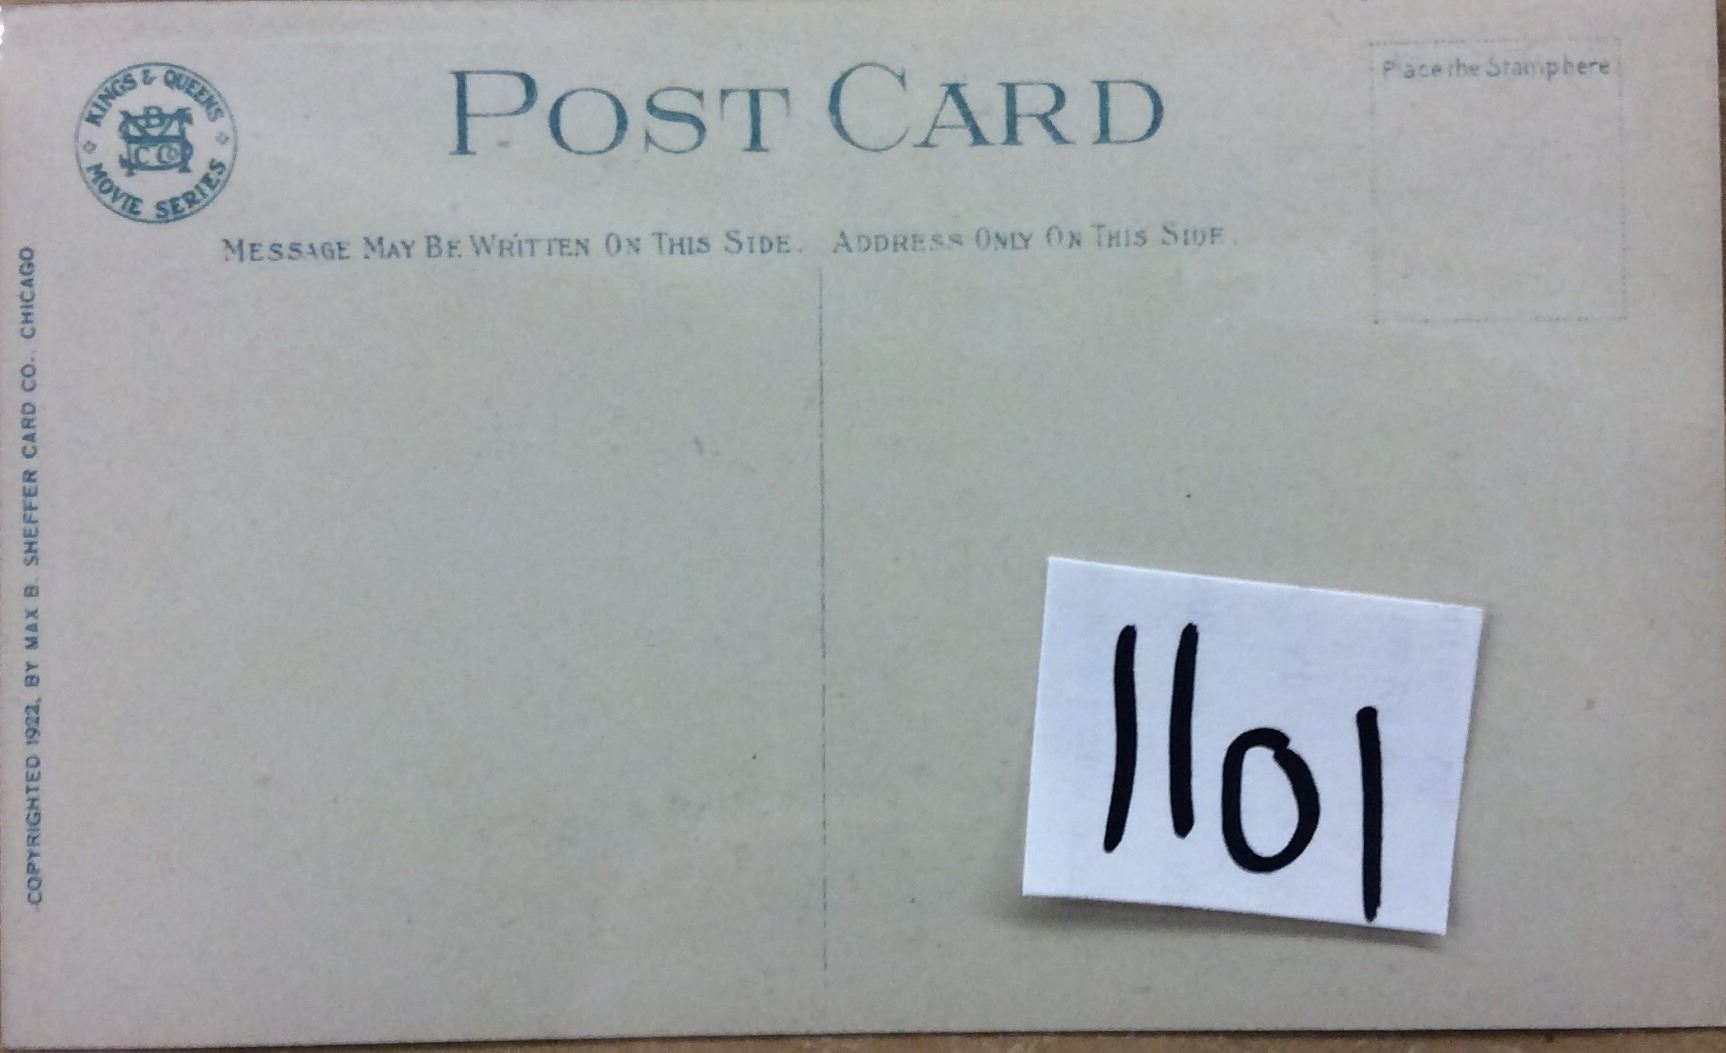 KINGS & QUEENS
MBS CO
MOVIE SERIES
POST CARD
Place the Stamp here
MESSAGE MAY BE WRITTEN ON THIS SIDE.
ADDRESS ONLY ON THIS SIDE.
COPYRIGHTED 1922, BY MAX B. SHEFFER CARD CO., CHICAGO
1101